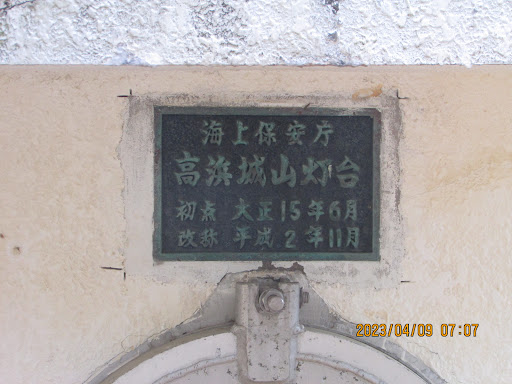 海上保安庁
高浜城山灯台
初点 大正15年6月
改称 平成2年11月
2023/04/09 07:07